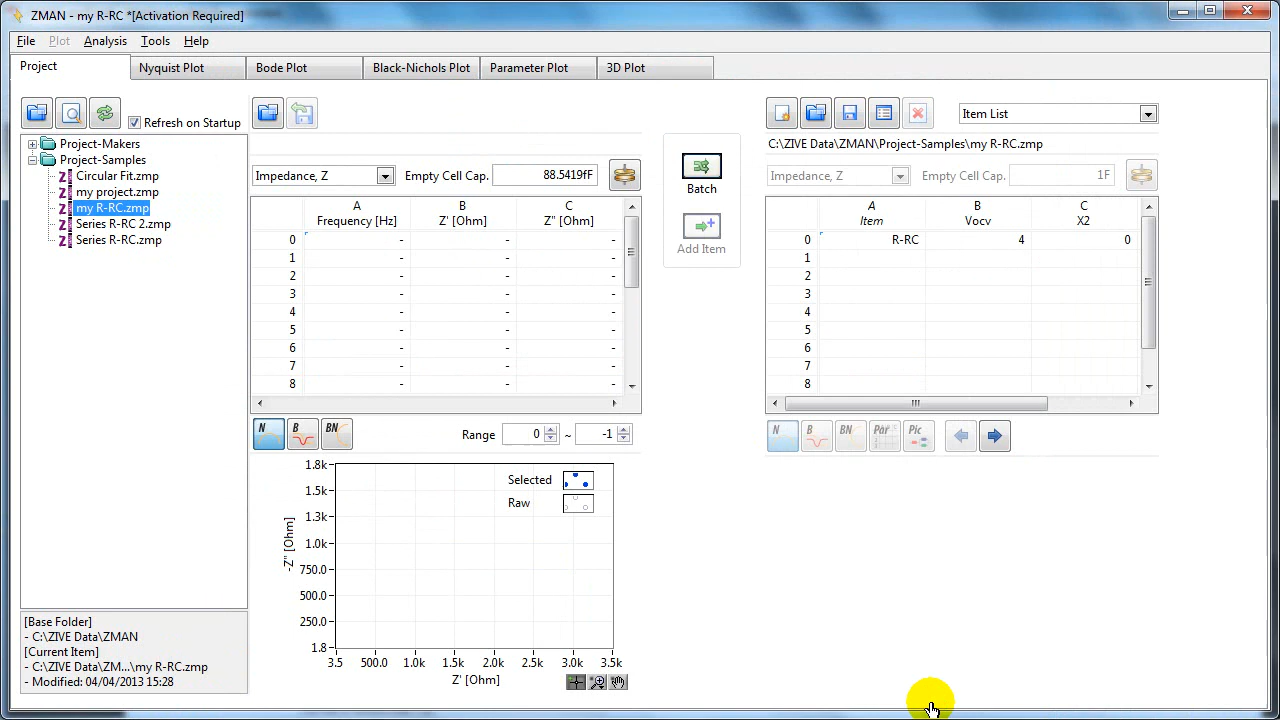 ZMAN - my R-RC *[Activation Required]
File Plot Analysis Tools Help
Project Nyquist Plot Bode Plot Black-Nichols Plot Parameter Plot 3D Plot
Refresh on Startup
Item List
Project-Makers
Project-Samples
Circular Fit.zmp
my project.zmp
my R-RC.zmp
Series R-RC 2.zmp
Series R-RC.zmp
[Base Folder]
- C:\ZIVE Data\ZMAN
[Current Item]
- C:\ZIVE Data\ZM...\my R-RC.zmp
- Modified: 04/04/2013 15:28
Impedance, Z Empty Cell Cap. 88.5419fF
A B C
Frequency [Hz] Z' [Ohm] Z" [Ohm]
0 - - -
1 - - -
2 - - -
3 - - -
4 - - -
5 - - -
6 - - -
7 - - -
8 - - -
N B BN Range 0 ~ -1
Selected
Raw
1.8k
1.5k
1.3k
1.0k
750.0
500.0
250.0
1.8
-Z" [Ohm]
3.5 500.0 1.0k 1.5k 2.0k 2.5k 3.0k 3.5k
Z' [Ohm]
Batch
Add Item
C:\ZIVE Data\ZMAN\Project-Samples\my R-RC.zmp
Impedance, Z Empty Cell Cap. 1F
A B C
Item Vocv X2
0 R-RC 4 0
1
2
3
4
5
6
7
8
N B BN Par Pic